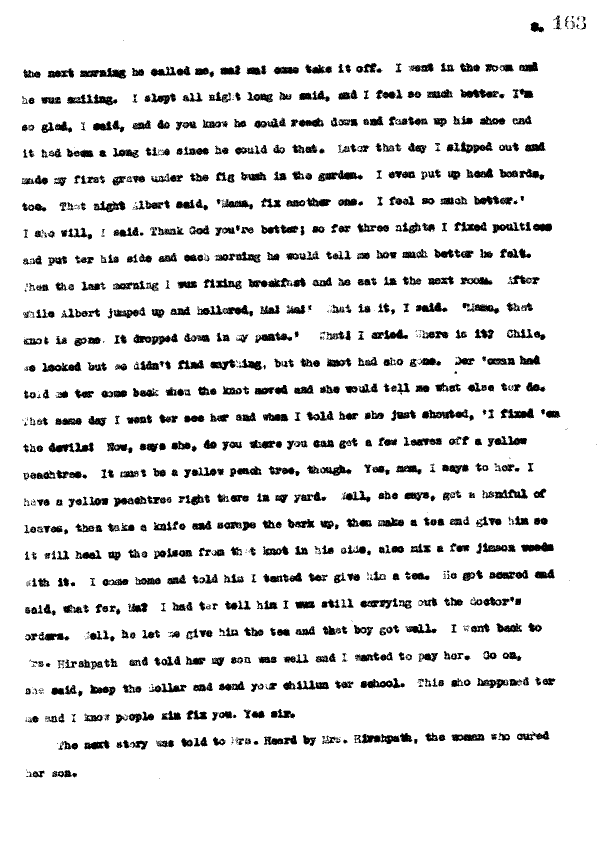 8. 163
the next morning he called me, ma! ma! come take it off. I went in the room and
he wuz smiling. I slept all night long he said, and I feel so much better. I'm
so glad, I said, and do you know he could reach down and fasten up his shoe and
it had been a long time since he could do that. Later that day I slipped out and
made my first grave under the fig bush in the garden. I even put up head boards,
too. That night Albert said, 'Mama, fix another one. I feel so much better.'
I sho will, I said. Thank God you're better; so fer three nights I fixed poultices
and put ter his side and each morning he would tell me how much better he felt.
Then the last morning I wuz fixing breakfast and he sat in the next room. After
while Albert jumped up and hollored, Ma! Ma!' What is it, I said. 'Mama, that
knot is gone. It dropped down in my pants.' What! I cried. Where is it? Chile,
we looked but we didn't find anything, but the knot had sho gone. Der 'oman had
told me ter come back when the knot moved and she would tell me what else ter do.
That same day I went ter see her and when I told her she just shouted, 'I fixed 'em
the devils! Now, says she, do you where you can get a few leaves off a yellow
peachtree. It must be a yellow peach tree, though. Yes, mam, I says to her. I
have a yellow peachtree right there in my yard. Well, she says, get a handful of
leaves, then take a knife and scrape the bark up, then make a tea and give him so
it will heal up the poison from that knot in his side, also mix a few jimson weeds
with it. I come home and told him I wanted ter give him a tea. He got scared and
said, what fer, Ma? I had ter tell him I wuz still carrying out the doctor's
orders. Well, he let me give him the tea and that boy got well. I went back to
Mrs. Hirshpath and told her my son was well and I wanted to pay her. Go on,
she said, keep the dollar and send your chillun ter school. This sho happened ter
me and I know people kin fix you. Yes sir.
The next story was told to Mrs. Heard by Mrs. Hirshpath, the woman who cured
her son.